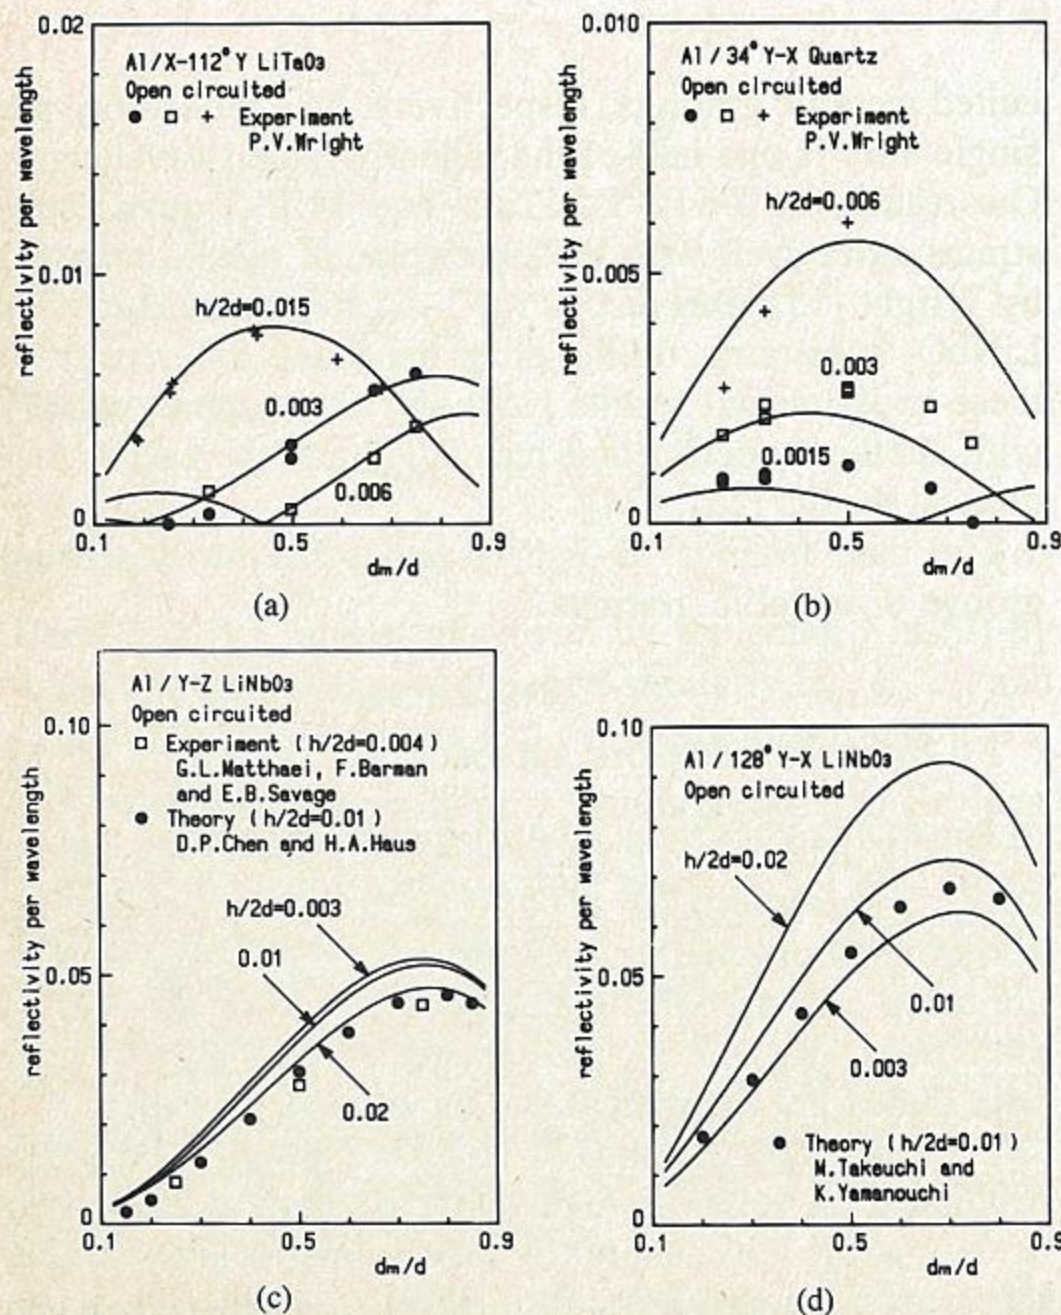 0.02
Al/X-112° Y LiTaO3
Open circuited
● □ + Experiment
P.V.Wright
h/2d=0.015
0.003
0.006
0.01
0
0.1
0.5
0.9
reflectivity per wavelength
dm/d
(a)
0.010
Al/34° Y-X Quartz
Open circuited
● □ + Experiment
P.V.Wright
h/2d=0.006
0.003
0.0015
0.005
0
0.1
0.5
0.9
reflectivity per wavelength
dm/d
(b)
0.10
Al/Y-Z LiNbO3
Open circuited
□ Experiment (h/2d=0.004)
G.L.Matthaei, F.Barman
and E.B.Savage
● Theory (h/2d=0.01)
D.P.Chen and H.A.Haus
h/2d=0.003
0.01
0.02
0.05
0
0.1
0.5
0.9
reflectivity per wavelength
dm/d
(c)
0.10
Al/128° Y-X LiNbO3
Open circuited
h/2d=0.02
0.01
0.003
● Theory (h/2d=0.01)
M.Takeuchi and
K.Yamanouchi
0.05
0
0.1
0.5
0.9
reflectivity per wavelength
dm/d
(d)